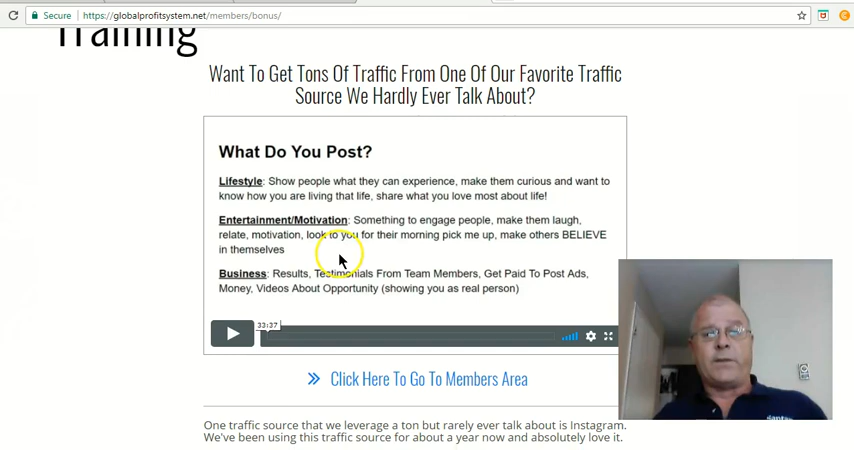 Secure | https://globalprofitsystem.net/members/bonus/
Training
Want To Get Tons Of Traffic From One Of Our Favorite Traffic
Source We Hardly Ever Talk About?
What Do You Post?
Lifestyle: Show people what they can experience, make them curious and want to
know how you are living that life, share what you love most about life!
Entertainment/Motivation: Something to engage people, make them laugh,
relate, motivation, look to you for their morning pick me up, make others BELIEVE
in themselves
Business: Results, Testimonials From Team Members, Get Paid To Post Ads,
Money, Videos About Opportunity (showing you as real person)
33:37
Click Here To Go To Members Area
One traffic source that we leverage a ton but rarely ever talk about is Instagram.
We've been using this traffic source for about a year now and absolutely love it.